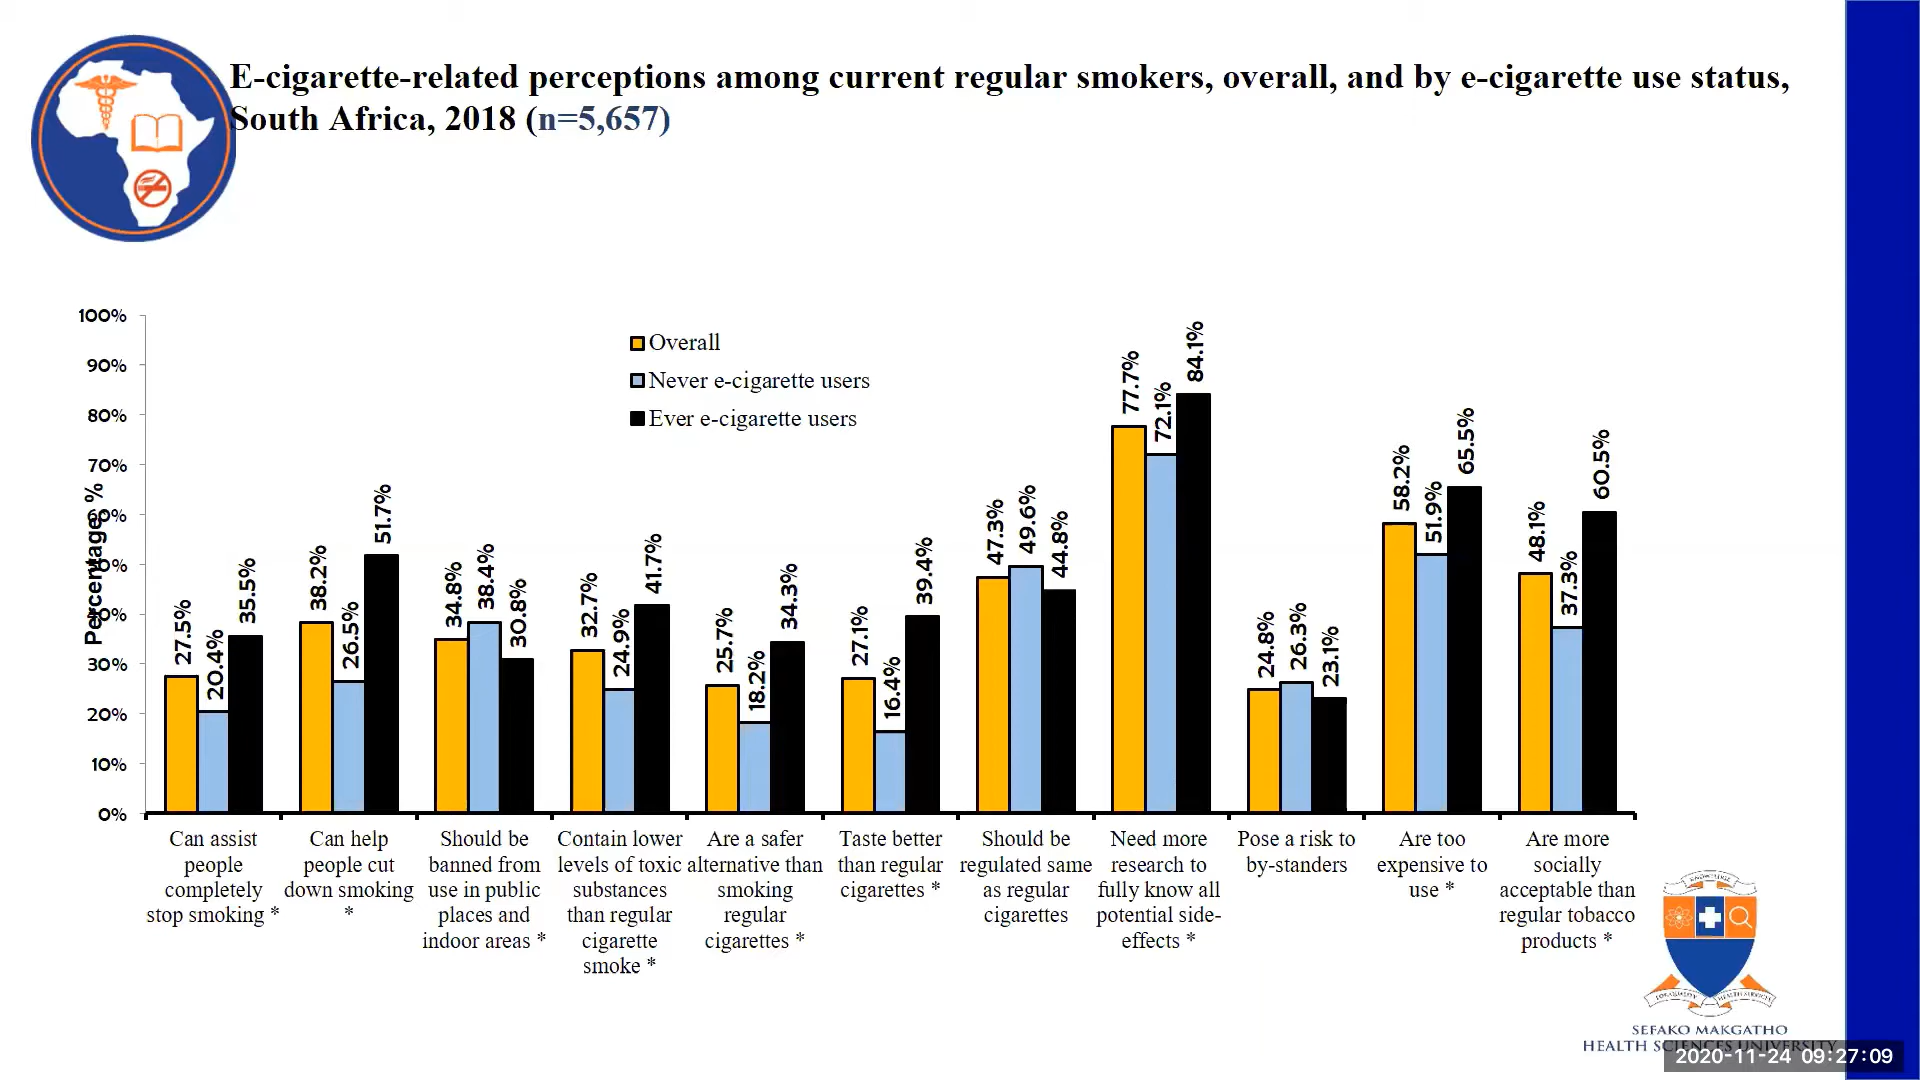 E-cigarette-related perceptions among current regular smokers, overall, and by e-cigarette use status,
South Africa, 2018 (n=5,657)
Percentage, %
100%
90%
80%
70%
60%
50%
40%
30%
20%
10%
0%
Overall
Never e-cigarette users
Ever e-cigarette users
27.5%
20.4%
35.5%
38.2%
26.5%
51.7%
34.8%
38.4%
30.8%
32.7%
24.9%
41.7%
25.7%
18.2%
34.3%
27.1%
16.4%
39.4%
47.3%
49.6%
44.8%
77.7%
72.1%
84.1%
24.8%
26.3%
23.1%
58.2%
51.9%
65.5%
48.1%
37.3%
60.5%
Can assist
people
completely
stop smoking *
Can help
people cut
down smoking
*
Should be
banned from
use in public
places and
indoor areas *
Contain lower
levels of toxic
substances
than regular
cigarette
smoke *
Are a safer
alternative than
smoking
regular
cigarettes *
Taste better
than regular
cigarettes *
Should be
regulated same
as regular
cigarettes
Need more
research to
fully know all
potential side-
effects *
Pose a risk to
by-standers
Are too
expensive to
use *
Are more
socially
acceptable than
regular tobacco
products *
KNOWLEDGE
HEALTH SERVICES
SEFAKO MAKGATHO
HEALTH SCIENCES UNIVERSITY
2020-11-24 09:27:09